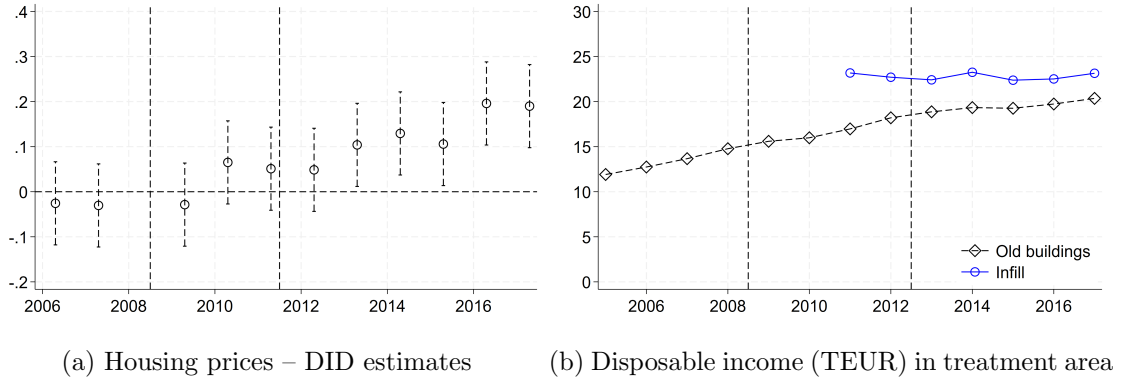 .4
.3
.2
.1
0
-.1
-.2
2006 2008 2010 2012 2014 2016
(a) Housing prices – DID estimates
30
25
20
15
10
5
0
2006 2008 2010 2012 2014 2016
Old buildings
Infill
(b) Disposable income (TEUR) in treatment area